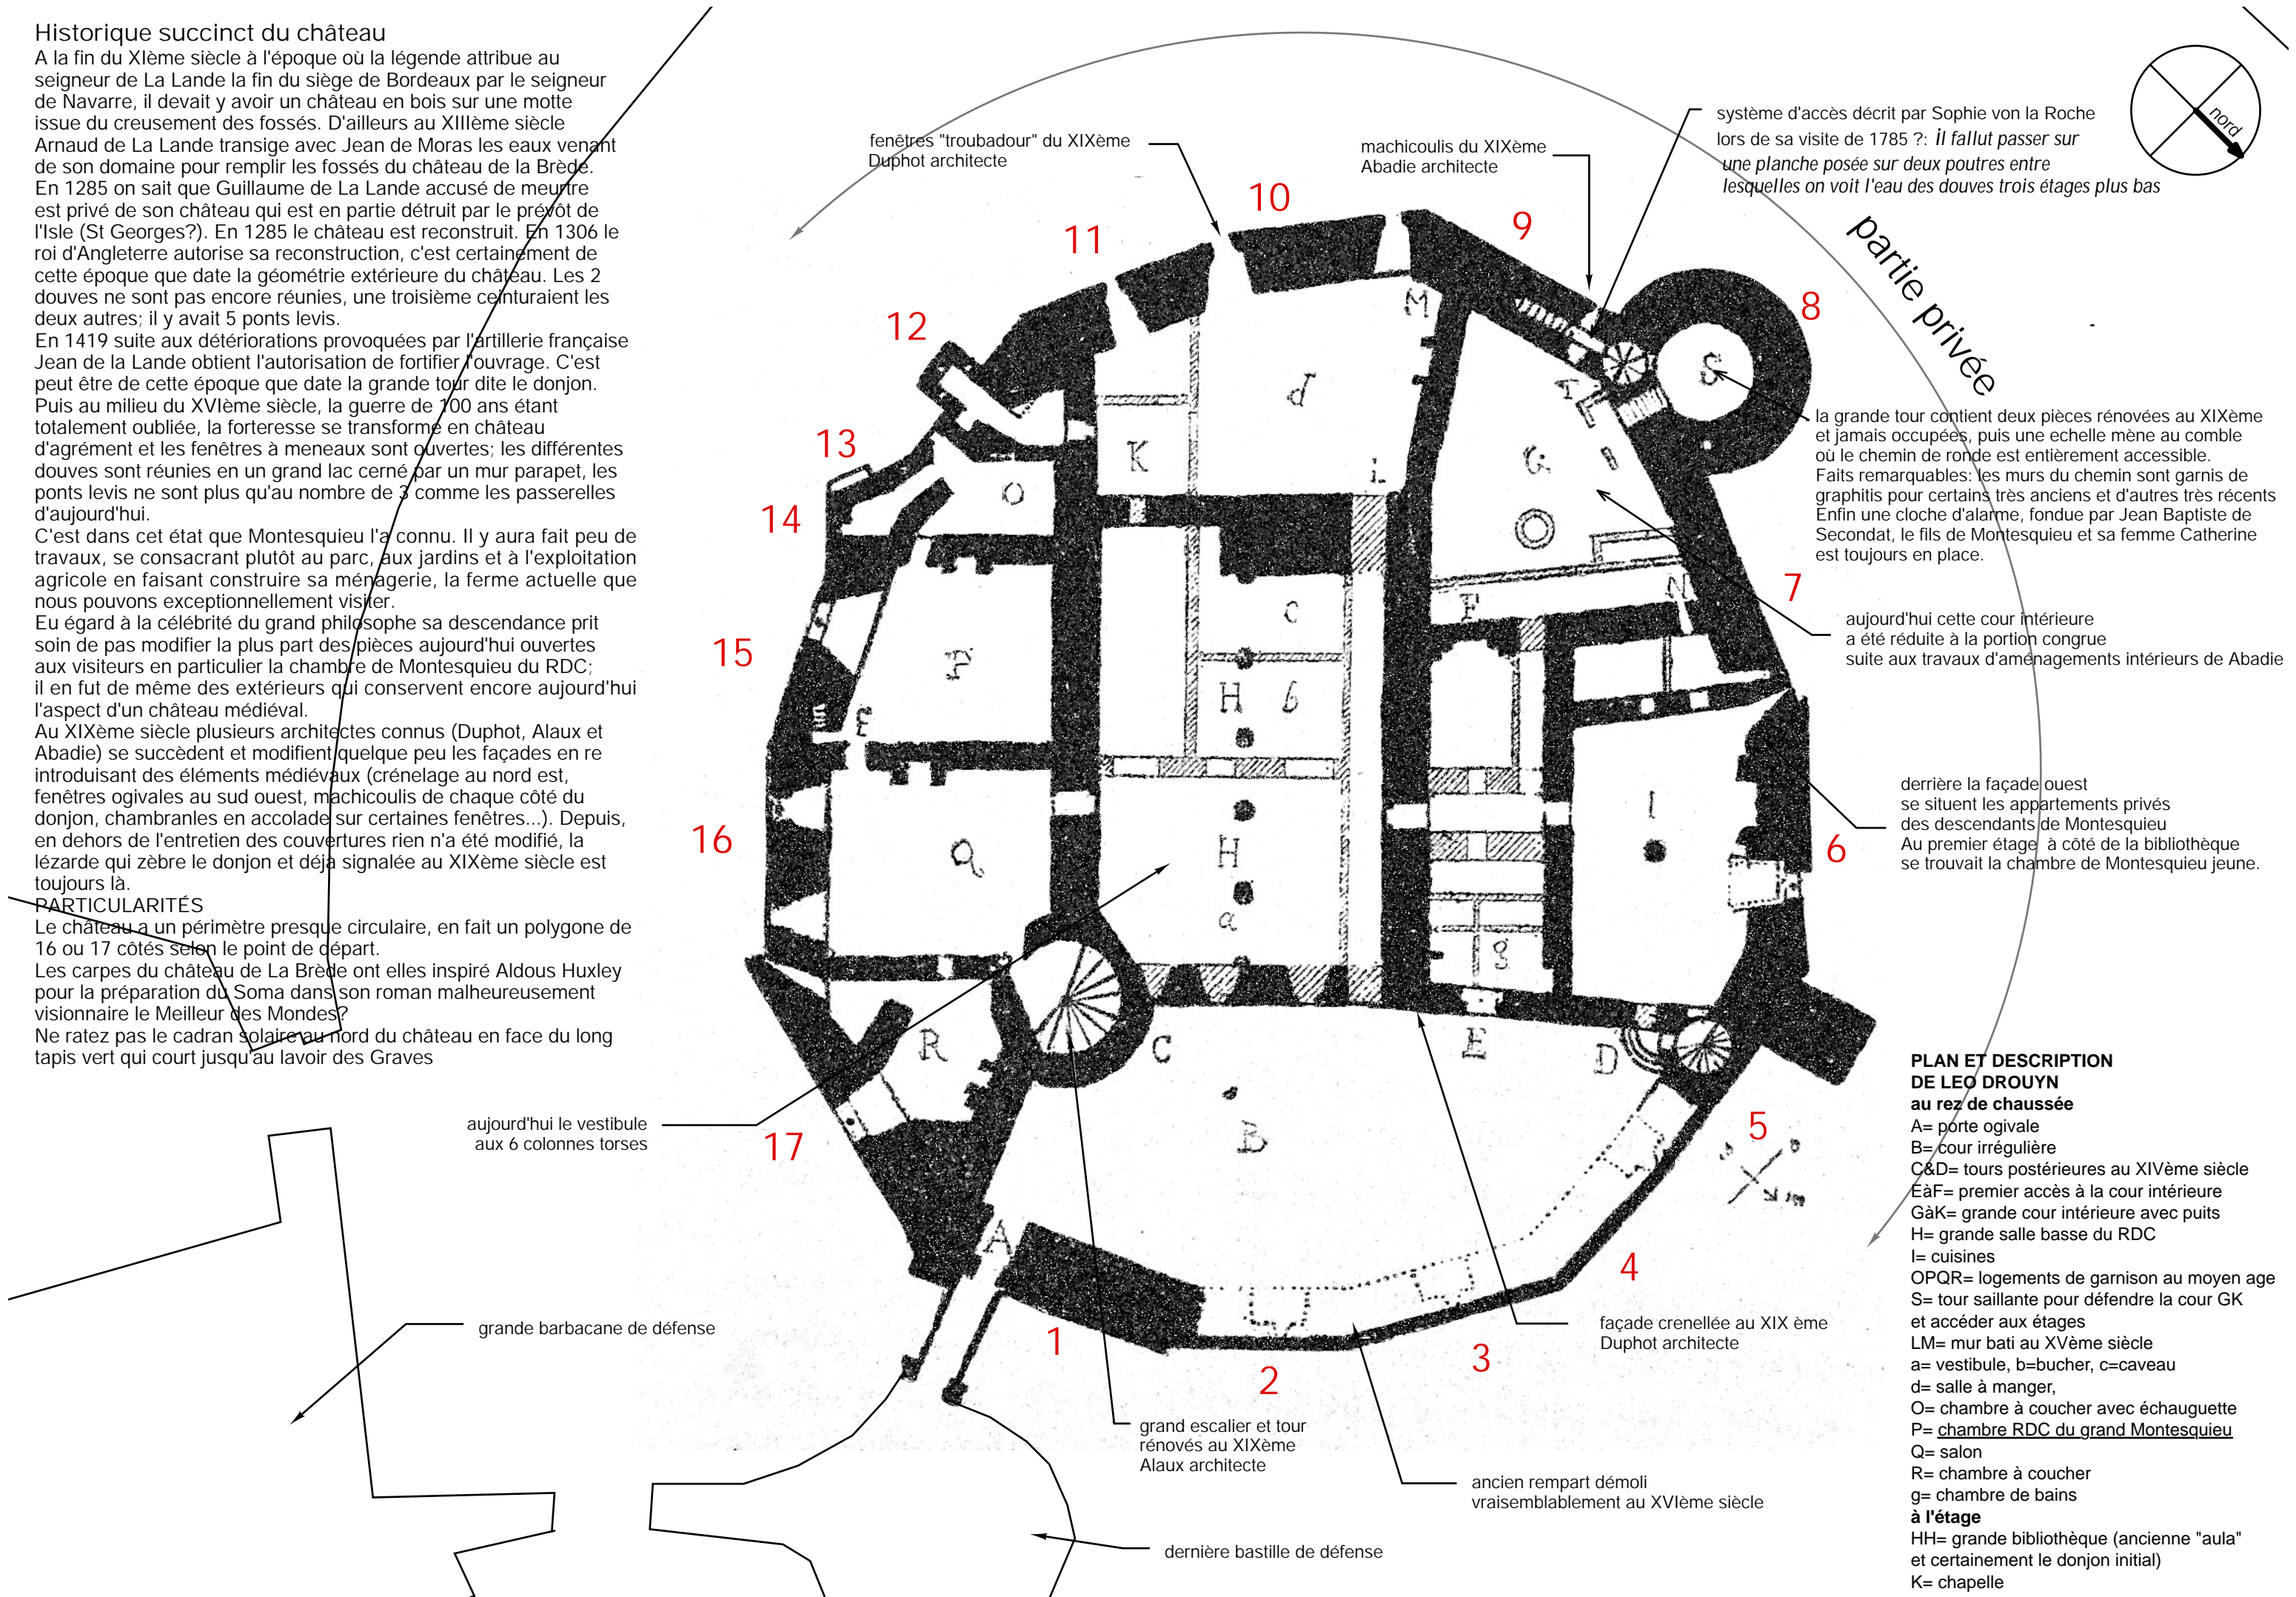 Historique succinct du château
A la fin du XIème siècle à l'époque où la légende attribue au
seigneur de La Lande la fin du siège de Bordeaux par le seigneur
de Navarre, il devait y avoir un château en bois sur une motte
issue du creusement des fossés. D'ailleurs au XIIIème siècle
Arnaud de La Lande transige avec Jean de Moras les eaux venant
de son domaine pour remplir les fossés du château de la Brède.
En 1285 on sait que Guillaume de La Lande accusé de meurtre
est privé de son château qui est en partie détruit par le prévôt de
l'Isle (St Georges?). En 1285 le château est reconstruit. En 1306 le
roi d'Angleterre autorise sa reconstruction, c'est certainement de
cette époque que date la géométrie extérieure du château. Les 2
douves ne sont pas encore réunies, une troisième ceinturaient les
deux autres; il y avait 5 ponts levis.
En 1419 suite aux détériorations provoquées par l'artillerie française
Jean de la Lande obtient l'autorisation de fortifier l'ouvrage. C'est
peut être de cette époque que date la grande tour dite le donjon.
Puis au milieu du XVIème siècle, la guerre de 100 ans étant
totalement oubliée, la forteresse se transforme en château
d'agrément et les fenêtres à meneaux sont ouvertes; les différentes
douves sont réunies en un grand lac cerné par un mur parapet, les
ponts levis ne sont plus qu'au nombre de 3 comme les passerelles
d'aujourd'hui.
C'est dans cet état que Montesquieu l'a connu. Il y aura fait peu de
travaux, se consacrant plutôt au parc, aux jardins et à l'exploitation
agricole en faisant construire sa ménagerie, la ferme actuelle que
nous pouvons exceptionnellement visiter.
Eu égard à la célébrité du grand philosophe sa descendance prit
soin de pas modifier la plus part des pièces aujourd'hui ouvertes
aux visiteurs en particulier la chambre de Montesquieu du RDC;
il en fut de même des extérieurs qui conservent encore aujourd'hui
l'aspect d'un château médiéval.
Au XIXème siècle plusieurs architectes connus (Duphot, Alaux et
Abadie) se succèdent et modifient quelque peu les façades en re
introduisant des éléments médiévaux (crénelage au nord est,
fenêtres ogivales au sud ouest, machicoulis de chaque côté du
donjon, chambranles en accolade sur certaines fenêtres...). Depuis,
en dehors de l'entretien des couvertures rien n'a été modifié, la
lézarde qui zèbre le donjon et déjà signalée au XIXème siècle est
toujours là.
PARTICULARITÉS
Le château a un périmètre presque circulaire, en fait un polygone de
16 ou 17 côtés selon le point de départ.
Les carpes du château de La Brède ont elles inspiré Aldous Huxley
pour la préparation du Soma dans son roman malheureusement
visionnaire le Meilleur des Mondes?
Ne ratez pas le cadran solaire au nord du château en face du long
tapis vert qui court jusqu'au lavoir des Graves
fenêtres "troubadour" du XIXème
Duphot architecte
machicoulis du XIXème
Abadie architecte
système d'accès décrit par Sophie von la Roche
lors de sa visite de 1785 ?: il fallut passer sur
une planche posée sur deux poutres entre
lesquelles on voit l'eau des douves trois étages plus bas
nord
partie privée
la grande tour contient deux pièces rénovées au XIXème
et jamais occupées, puis une echelle mène au comble
où le chemin de ronde est entièrement accessible.
Faits remarquables: les murs du chemin sont garnis de
graphitis pour certains très anciens et d'autres très récents
Enfin une cloche d'alarme, fondue par Jean Baptiste de
Secondat, le fils de Montesquieu et sa femme Catherine
est toujours en place.
aujourd'hui cette cour intérieure
a été réduite à la portion congrue
suite aux travaux d'aménagements intérieurs de Abadie
derrière la façade ouest
se situent les appartements privés
des descendants de Montesquieu
Au premier étage à côté de la bibliothèque
se trouvait la chambre de Montesquieu jeune.
10
11
9
12
8
13
14
7
15
16
6
17
5
4
1
3
2
M
S
d
T
K
L
G
O
c
F
N
P
H b
E
I
H
Q
a
g
R
C
E
D
B
A
aujourd'hui le vestibule
aux 6 colonnes torses
grande barbacane de défense
façade crenellée au XIX ème
Duphot architecte
grand escalier et tour
rénovés au XIXème
Alaux architecte
ancien rempart démoli
vraisemblablement au XVIème siècle
dernière bastille de défense
PLAN ET DESCRIPTION
DE LEO DROUYN
au rez de chaussée
A= porte ogivale
B= cour irrégulière
C&D= tours postérieures au XIVème siècle
EàF= premier accès à la cour intérieure
GàK= grande cour intérieure avec puits
H= grande salle basse du RDC
I= cuisines
OPQR= logements de garnison au moyen age
S= tour saillante pour défendre la cour GK
et accéder aux étages
LM= mur bati au XVème siècle
a= vestibule, b=bucher, c=caveau
d= salle à manger,
O= chambre à coucher avec échauguette
P= chambre RDC du grand Montesquieu
Q= salon
R= chambre à coucher
g= chambre de bains
à l'étage
HH= grande bibliothèque (ancienne "aula"
et certainement le donjon initial)
K= chapelle